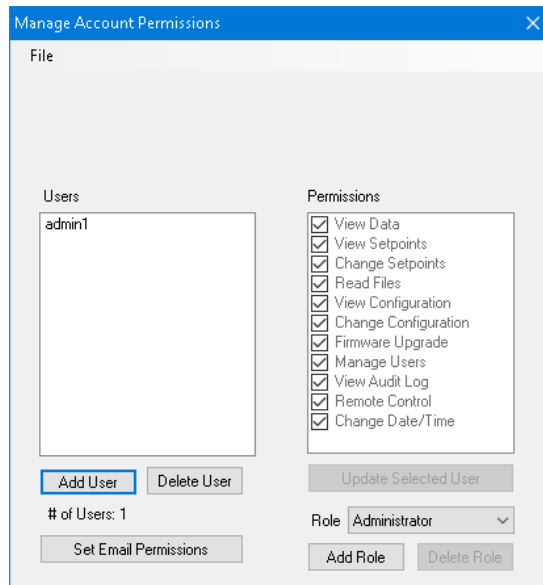 Manage Account Permissions
File
Users
admin1
Add User
Delete User
# of Users: 1
Set Email Permissions
Permissions
View Data
View Setpoints
Change Setpoints
Read Files
View Configuration
Change Configuration
Firmware Upgrade
Manage Users
View Audit Log
Remote Control
Change Date/Time
Update Selected User
Role Administrator
Add Role
Delete Role